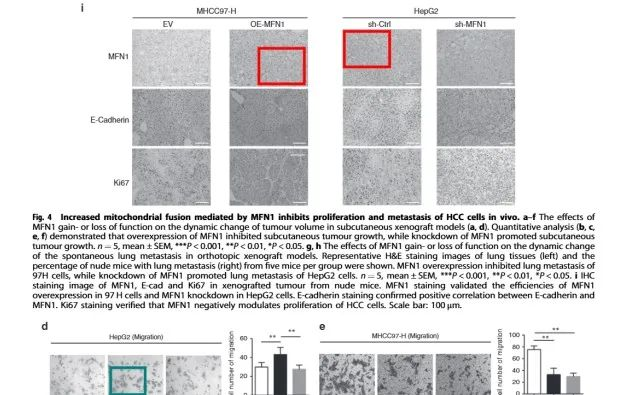 i
MHCC97-H
HepG2
EV
OE-MFN1
sh-Ctrl
sh-MFN1
MFN1
E-Cadherin
Ki67
Fig. 4 Increased mitochondrial fusion mediated by MFN1 inhibits proliferation and metastasis of HCC cells in vivo. a–f The effects of
MFN1 gain- or loss of function on the dynamic change of tumour volume in subcutaneous xenograft models (a, d). Quantitative analysis (b, c,
e, f) demonstrated that overexpression of MFN1 inhibited subcutaneous tumour growth, while knockdown of MFN1 promoted subcutaneous
tumour growth. n = 5, mean ± SEM, ***P < 0.001, **P < 0.01, *P < 0.05. g, h The effects of MFN1 gain- or loss of function on the dynamic change
of the spontaneous lung metastasis in orthotopic xenograft models. Representative H&E staining images of lung tissues (left) and the
percentage of nude mice with lung metastasis (right) from five mice per group were shown. MFN1 overexpression inhibited lung metastasis of
97H cells, while knockdown of MFN1 promoted lung metastasis of HepG2 cells. n = 5, mean ± SEM, ***P < 0.001, **P < 0.01, *P < 0.05. i IHC
staining image of MFN1, E-cad and Ki67 in xenografted tumour from nude mice. MFN1 staining validated the efficiencies of MFN1
overexpression in 97 H cells and MFN1 knockdown in HepG2 cells. E-cadherin staining confirmed positive correlation between E-cadherin and
MFN1. Ki67 staining verified that MFN1 negatively modulates proliferation of HCC cells. Scale bar: 100 μm.
d
HepG2 (Migration)
number of migration
60
40
20
0
**
**
e
MHCC97-H (Migration)
number of migration
100
80
60
40
20
0
**
**